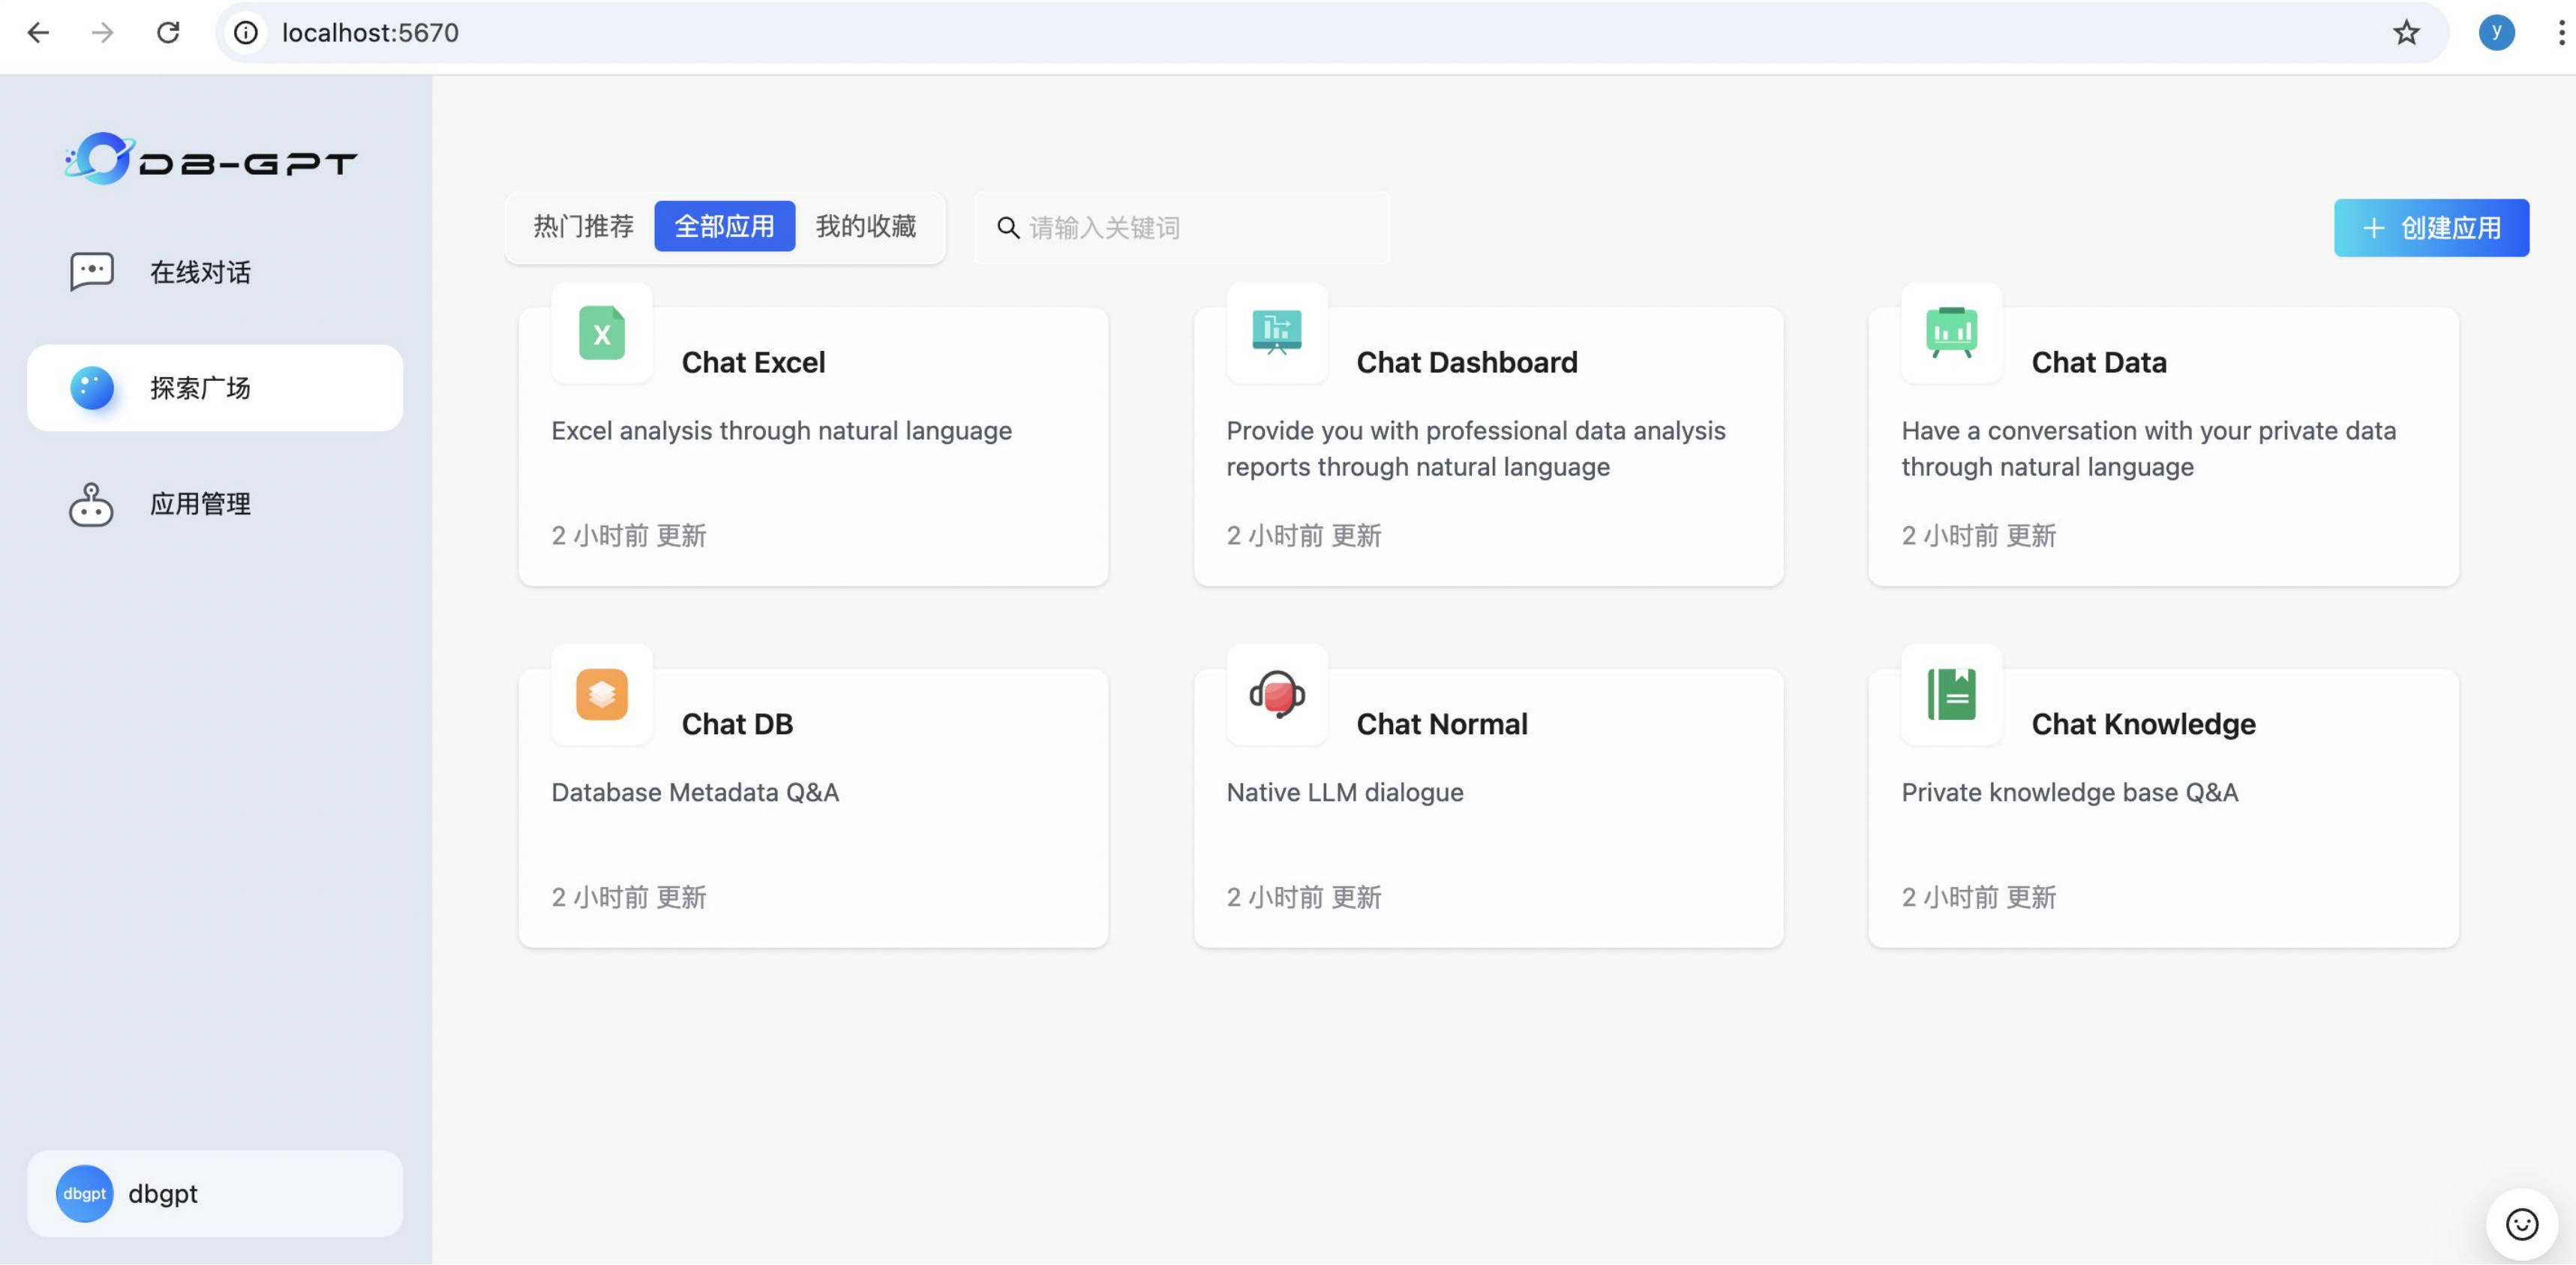 localhost:5670
y
DB-GPT
在线对话
探索广场
应用管理
dbgpt
dbgpt
热门推荐
全部应用
我的收藏
请输入关键词
+ 创建应用
X
Chat Excel
Excel analysis through natural language
2 小时前 更新
Chat Dashboard
Provide you with professional data analysis
reports through natural language
2 小时前 更新
Chat Data
Have a conversation with your private data
through natural language
2 小时前 更新
Chat DB
Database Metadata Q&A
2 小时前 更新
Chat Normal
Native LLM dialogue
2 小时前 更新
Chat Knowledge
Private knowledge base Q&A
2 小时前 更新